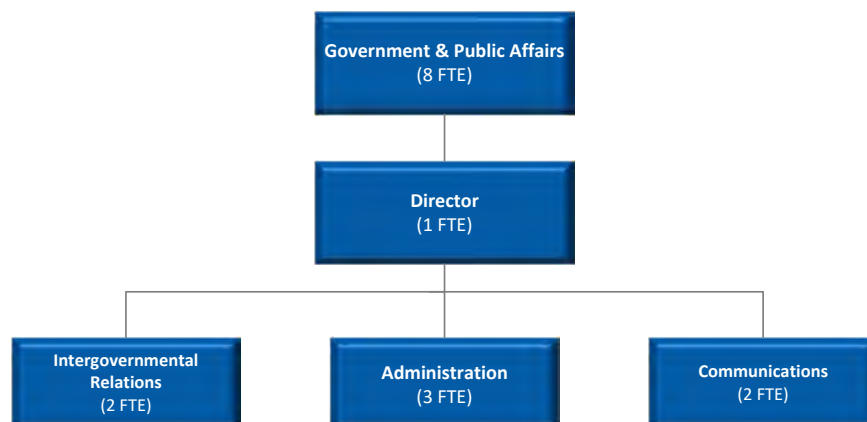 Government & Public Affairs
(8 FTE)
Director
(1 FTE)
Intergovernmental
Relations
(2 FTE)
Administration
(3 FTE)
Communications
(2 FTE)